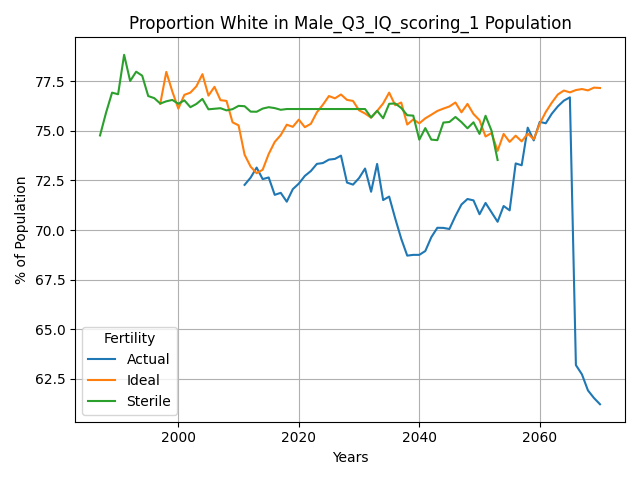 Proportion White in Male_Q3_IQ_scoring_1 Population
% of Population
77.5
75.0
72.5
70.0
67.5
65.0
62.5
Fertility
Actual
Ideal
Sterile
2000
2020
2040
2060
Years